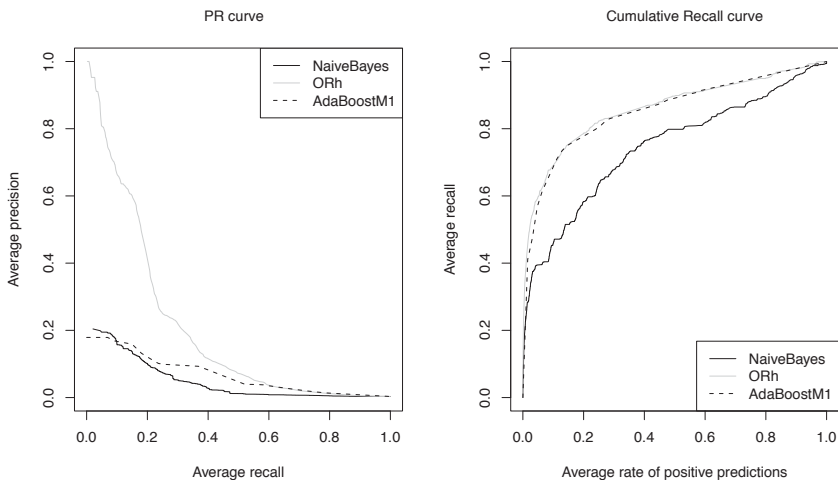 PR curve
NaiveBayes
ORh
AdaBoostM1
Average precision
0.0 0.2 0.4 0.6 0.8 1.0
0.0 0.2 0.4 0.6 0.8 1.0
Average recall
Cumulative Recall curve
Average recall
0.0 0.2 0.4 0.6 0.8 1.0
NaiveBayes
ORh
AdaBoostM1
0.0 0.2 0.4 0.6 0.8 1.0
Average rate of positive predictions